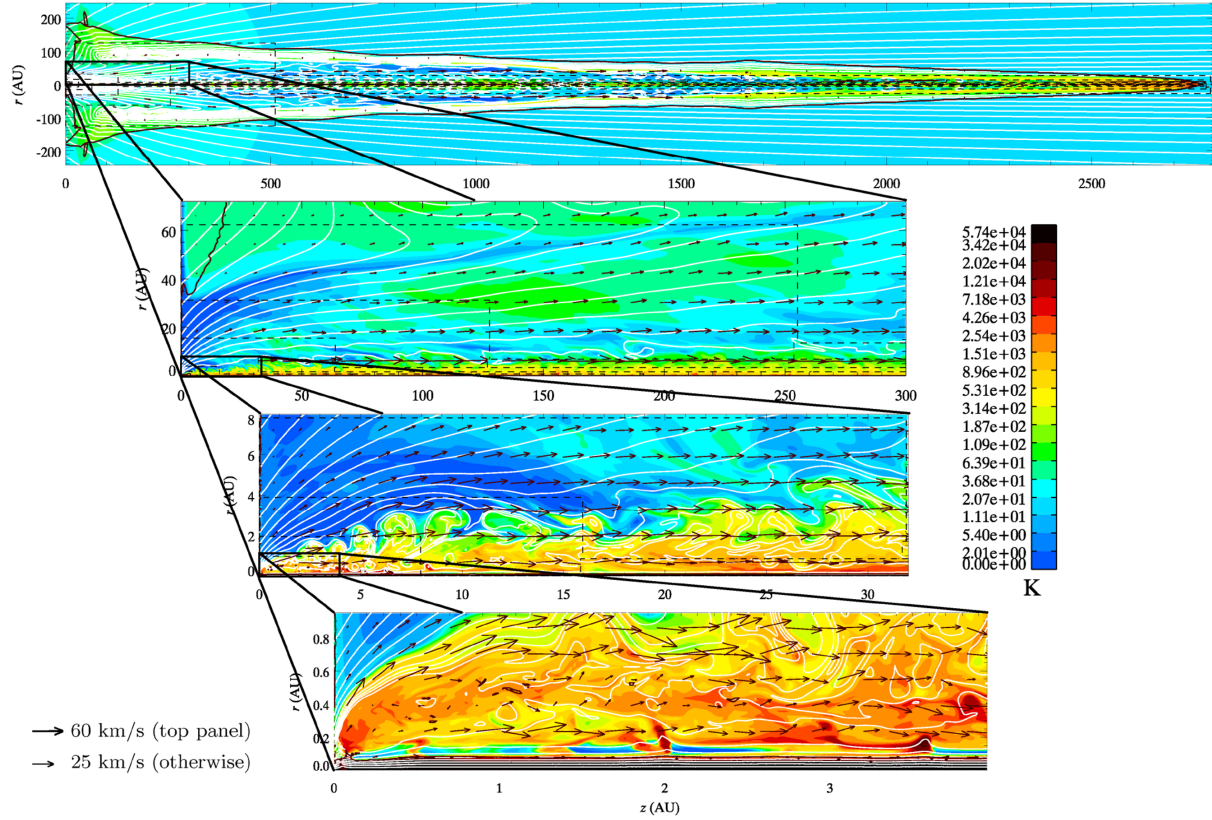 200
100
0
-100
-200
r (AU)
0
500
1000
1500
2000
2500
60
40
20
0
r (AU)
0
50
100
150
200
250
300
8
6
4
2
0
r (AU)
0
5
10
15
20
25
30
0.8
0.6
0.4
0.2
0.0
r (AU)
0
1
2
3
z (AU)
5.74e+04
3.42e+04
2.02e+04
1.21e+04
7.18e+03
4.26e+03
2.54e+03
1.51e+03
8.96e+02
5.31e+02
3.14e+02
1.87e+02
1.09e+02
6.39e+01
3.68e+01
2.07e+01
1.11e+01
5.40e+00
2.01e+00
0.00e+00
K
60 km/s (top panel)
25 km/s (otherwise)